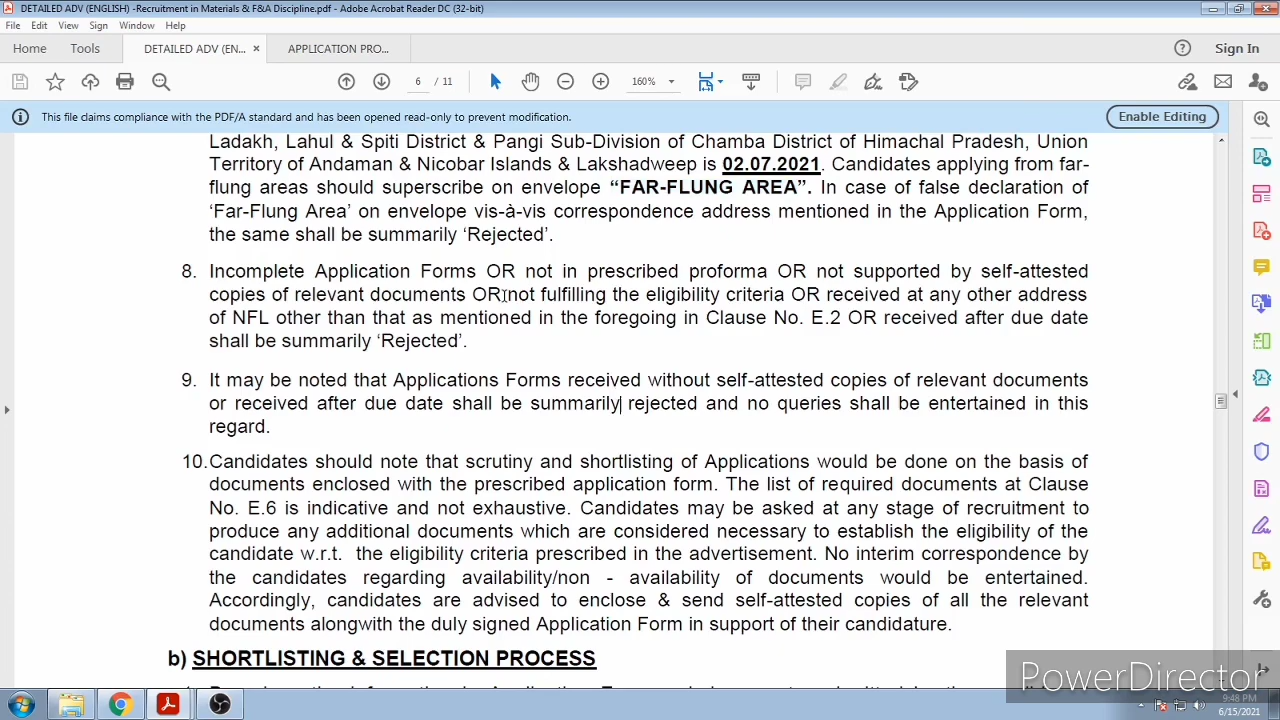 DETAILED ADV (ENGLISH) -Recruitment in Materials & F&A Discipline.pdf - Adobe Acrobat Reader DC (32-bit)
File Edit View Sign Window Help
Home Tools DETAILED ADV (EN... × APPLICATION PRO... Sign In
6 / 11 160%
This file claims compliance with the PDF/A standard and has been opened read-only to prevent modification. Enable Editing
Ladakh, Lahul & Spiti District & Pangi Sub-Division of Chamba District of Himachal Pradesh, Union
Territory of Andaman & Nicobar Islands & Lakshadweep is 02.07.2021. Candidates applying from far-
flung areas should superscribe on envelope “FAR-FLUNG AREA”. In case of false declaration of
‘Far-Flung Area’ on envelope vis-à-vis correspondence address mentioned in the Application Form,
the same shall be summarily ‘Rejected’.
8. Incomplete Application Forms OR not in prescribed proforma OR not supported by self-attested
copies of relevant documents OR not fulfilling the eligibility criteria OR received at any other address
of NFL other than that as mentioned in the foregoing in Clause No. E.2 OR received after due date
shall be summarily ‘Rejected’.
9. It may be noted that Applications Forms received without self-attested copies of relevant documents
or received after due date shall be summarily rejected and no queries shall be entertained in this
regard.
10. Candidates should note that scrutiny and shortlisting of Applications would be done on the basis of
documents enclosed with the prescribed application form. The list of required documents at Clause
No. E.6 is indicative and not exhaustive. Candidates may be asked at any stage of recruitment to
produce any additional documents which are considered necessary to establish the eligibility of the
candidate w.r.t. the eligibility criteria prescribed in the advertisement. No interim correspondence by
the candidates regarding availability/non - availability of documents would be entertained.
Accordingly, candidates are advised to enclose & send self-attested copies of all the relevant
documents alongwith the duly signed Application Form in support of their candidature.
b) SHORTLISTING & SELECTION PROCESS
PowerDirector
9:48 PM
6/15/2021